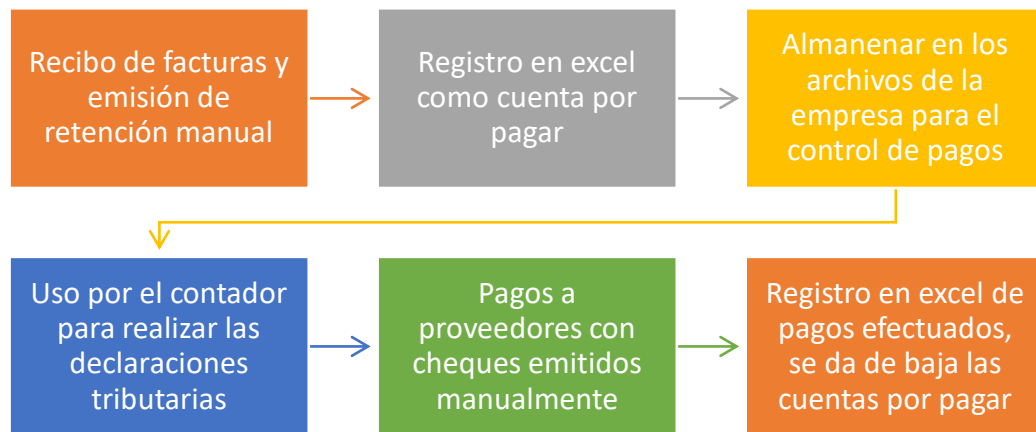 Recibo de facturas y
emisión de
retención manual
Registro en excel
como cuenta por
pagar
Almanenar en los
archivos de la
empresa para el
control de pagos
Uso por el contador
para realizar las
declaraciones
tributarias
Pagos a
proveedores con
cheques emitidos
manualmente
Registro en excel de
pagos efectuados,
se da de baja las
cuentas por pagar